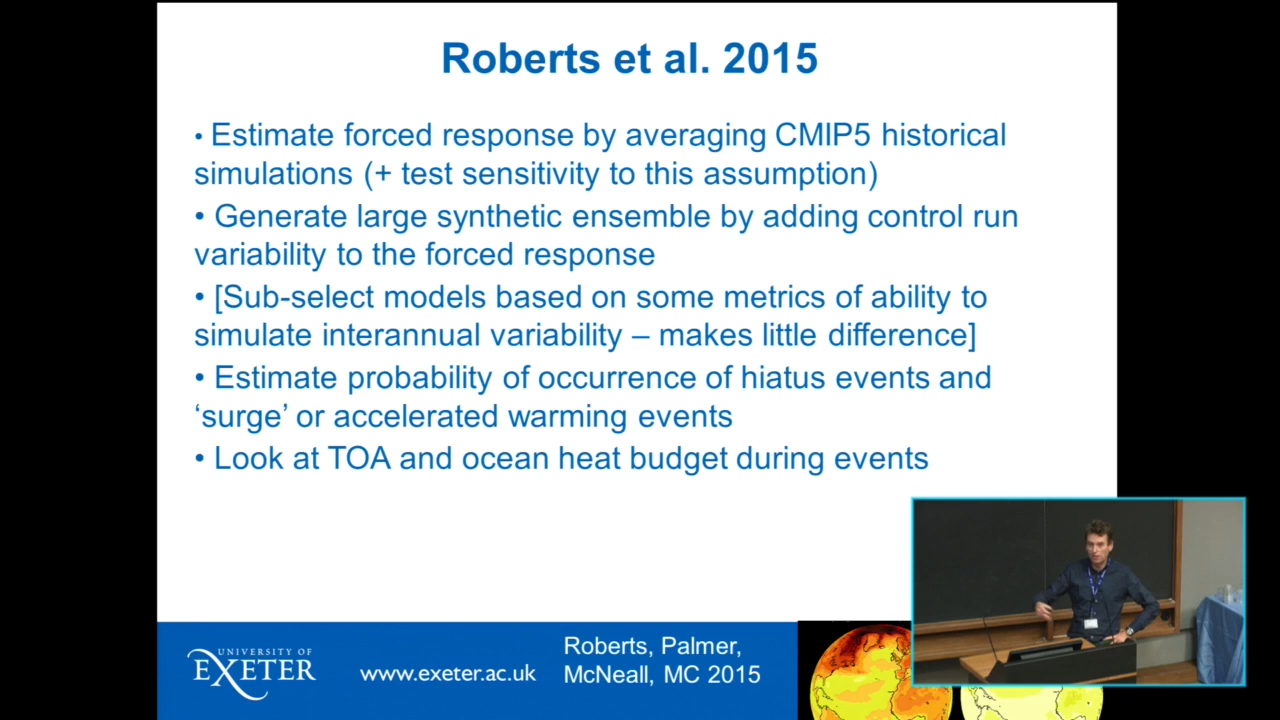 Roberts et al. 2015
• Estimate forced response by averaging CMIP5 historical
simulations (+ test sensitivity to this assumption)
• Generate large synthetic ensemble by adding control run
variability to the forced response
• [Sub-select models based on some metrics of ability to
simulate interannual variability – makes little difference]
• Estimate probability of occurrence of hiatus events and
‘surge’ or accelerated warming events
• Look at TOA and ocean heat budget during events
UNIVERSITY OF
EXETER
www.exeter.ac.uk
Roberts, Palmer,
McNeall, MC 2015